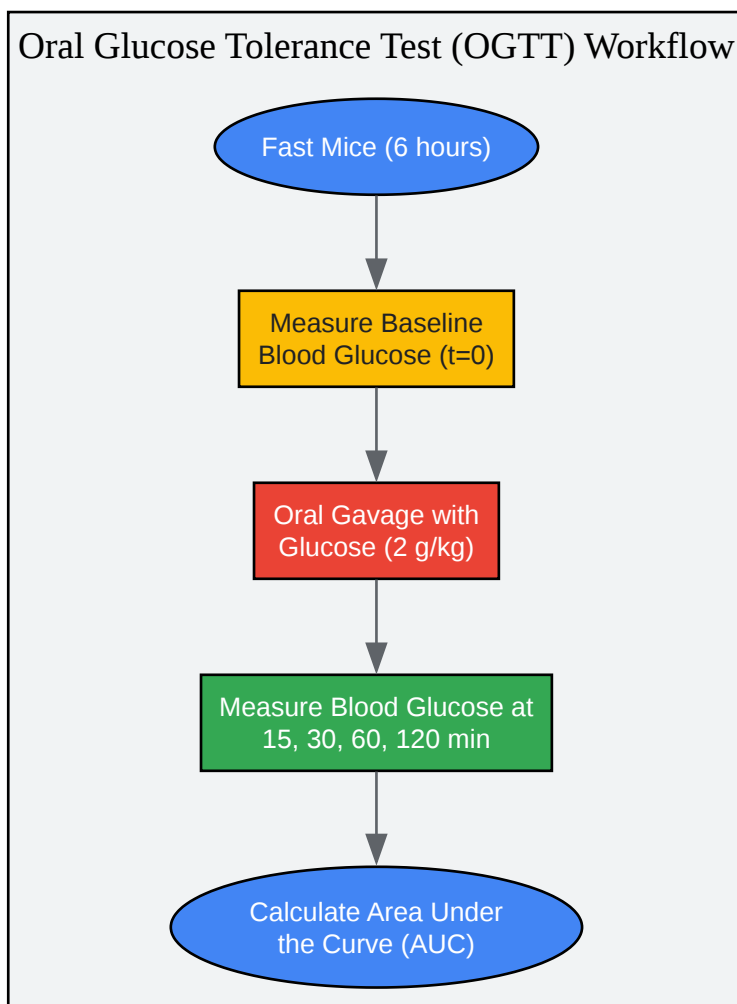 Oral Glucose Tolerance Test (OGTT) Workflow
Fast Mice (6 hours)
Measure Baseline
Blood Glucose (t=0)
Oral Gavage with
Glucose (2 g/kg)
Measure Blood Glucose at
15, 30, 60, 120 min
Calculate Area Under
the Curve (AUC)